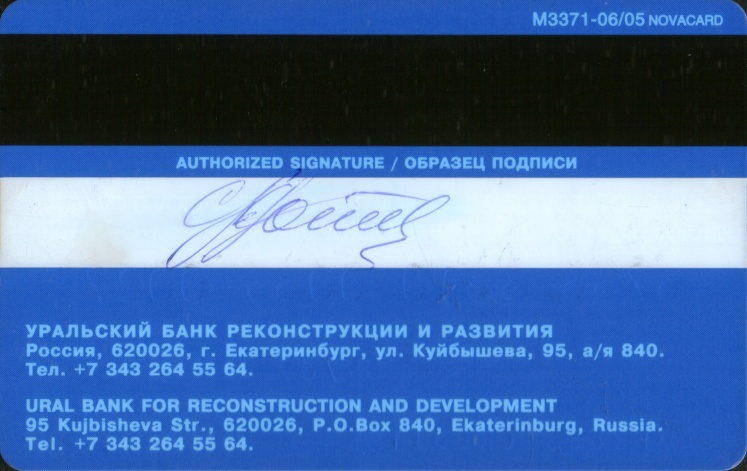 M3371-06/05 NOVACARD
AUTHORIZED SIGNATURE / ОБРАЗЕЦ ПОДПИСИ
УРАЛЬСКИЙ БАНК РЕКОНСТРУКЦИИ И РАЗВИТИЯ
Россия, 620026, г. Екатеринбург, ул. Куйбышева, 95, а/я 840.
Тел. +7 343 264 55 64.
URAL BANK FOR RECONSTRUCTION AND DEVELOPMENT
95 Kujbisheva Str., 620026, P.O.Box 840, Ekaterinburg, Russia.
Tel. +7 343 264 55 64.